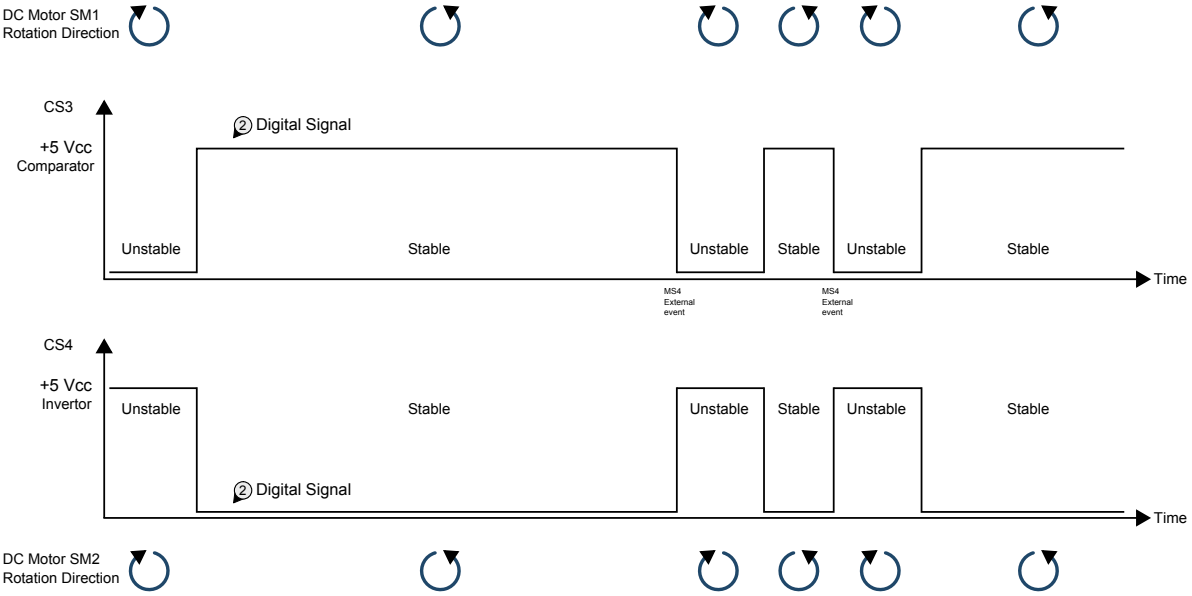 DC Motor SM1
Rotation Direction
CS3
+5 Vcc
Comparator
2 Digital Signal
Unstable
Stable
Unstable
Stable
Unstable
Stable
Time
MS4
External
event
MS4
External
event
CS4
+5 Vcc
Invertor
Unstable
Stable
Unstable
Stable
Unstable
Stable
2 Digital Signal
Time
DC Motor SM2
Rotation Direction